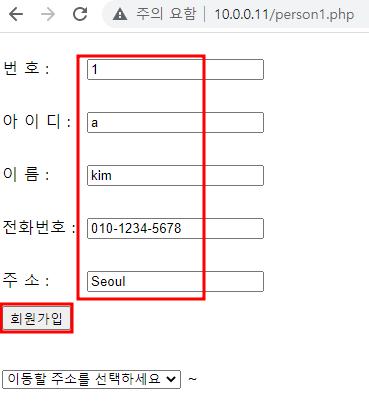 주의 요함 | 10.0.0.11/person1.php
번 호 : 1
아 이 디 : a
이 름 : kim
전화번호 : 010-1234-5678
주 소 : Seoul
회원가입
이동할 주소를 선택하세요 ~